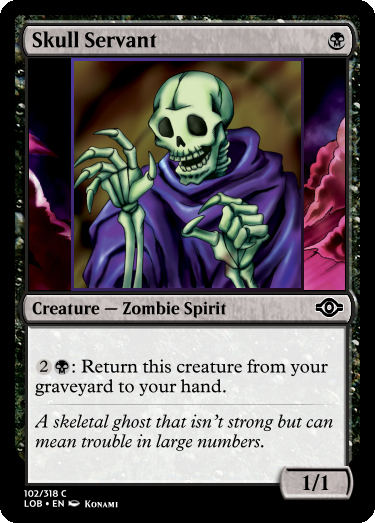 Skull Servant
Creature — Zombie Spirit
2 : Return this creature from your
graveyard to your hand.
A skeletal ghost that isn't strong but can
mean trouble in large numbers.
1/1
102/318 C
LOB • EN Konami